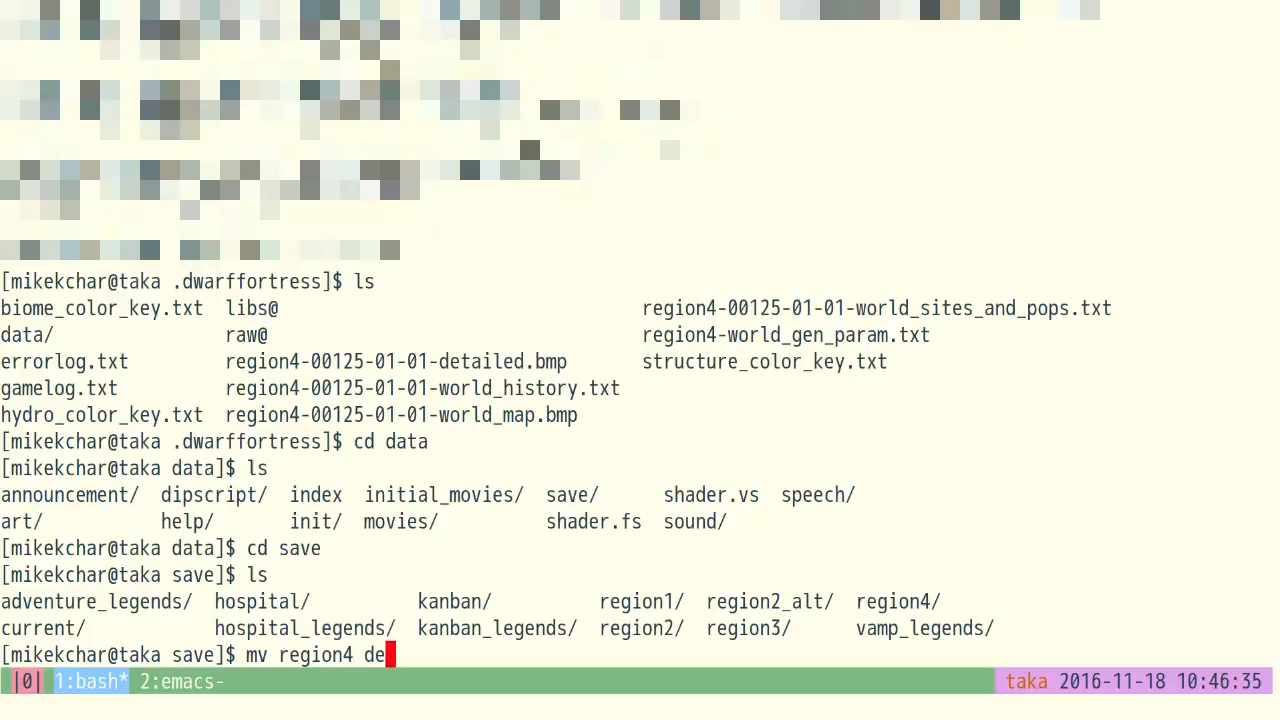 [mikekchar@taka .dwarffortress]$ ls
biome_color_key.txt  libs@                                  region4-00125-01-01-world_sites_and_pops.txt
data/                raw@                                   region4-world_gen_param.txt
errorlog.txt         region4-00125-01-01-detailed.bmp       structure_color_key.txt
gamelog.txt          region4-00125-01-01-world_history.txt
hydro_color_key.txt  region4-00125-01-01-world_map.bmp
[mikekchar@taka .dwarffortress]$ cd data
[mikekchar@taka data]$ ls
announcement/  dipscript/  index  initial_movies/  save/      shader.vs  speech/
art/           help/       init/  movies/          shader.fs  sound/
[mikekchar@taka data]$ cd save
[mikekchar@taka save]$ ls
adventure_legends/  hospital/          kanban/          region1/  region2_alt/  region4/
current/            hospital_legends/  kanban_legends/  region2/  region3/      vamp_legends/
[mikekchar@taka save]$ mv region4 de
|0| 1:bash* 2:emacs- taka 2016-11-18 10:46:35